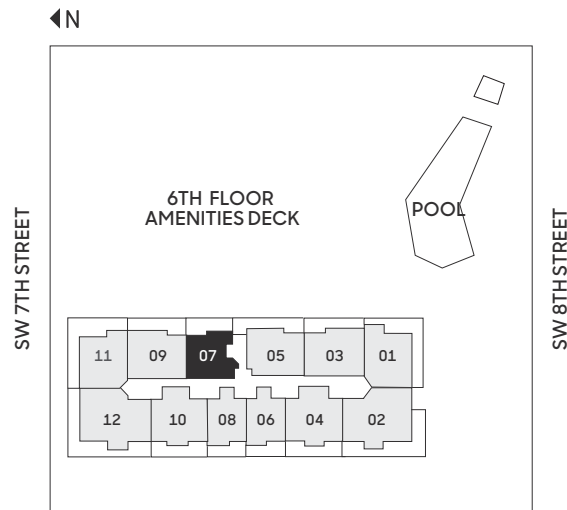 N
6TH FLOOR
AMENITIES DECK
POOL
SW 7TH STREET
SW 8TH STREET
11 09 07 05 03 01
12 10 08 06 04 02